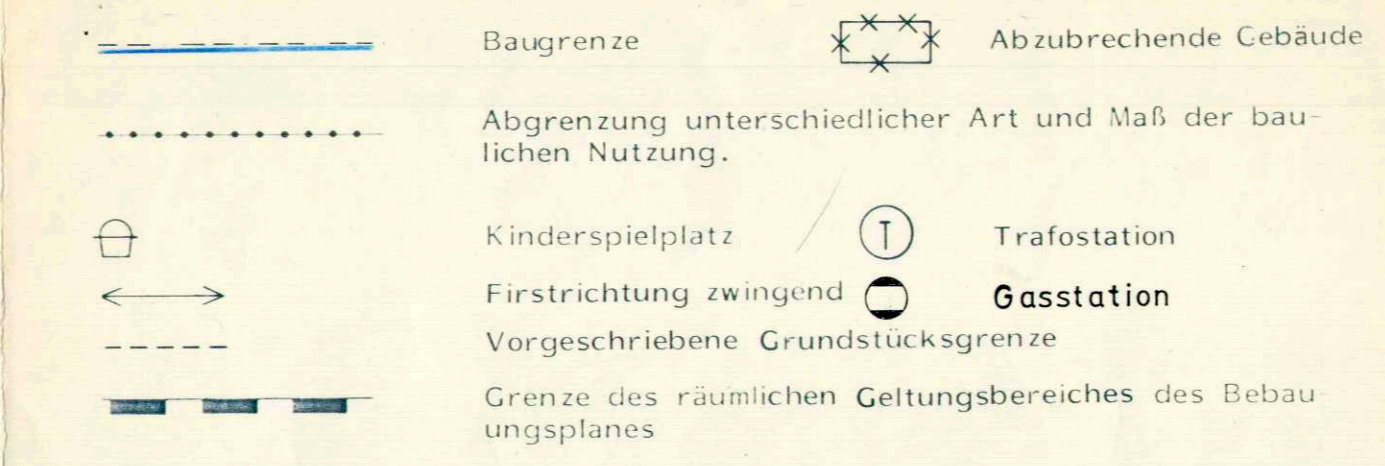 Baugrenze
Abzubrechende Gebäude
Abgrenzung unterschiedlicher Art und Maß der bau-
lichen Nutzung.
Kinderspielplatz
T
Trafostation
Firstrichtung zwingend
Gasstation
Vorgeschriebene Grundstücksgrenze
Grenze des räumlichen Geltungsbereiches des Bebau-
ungsplanes